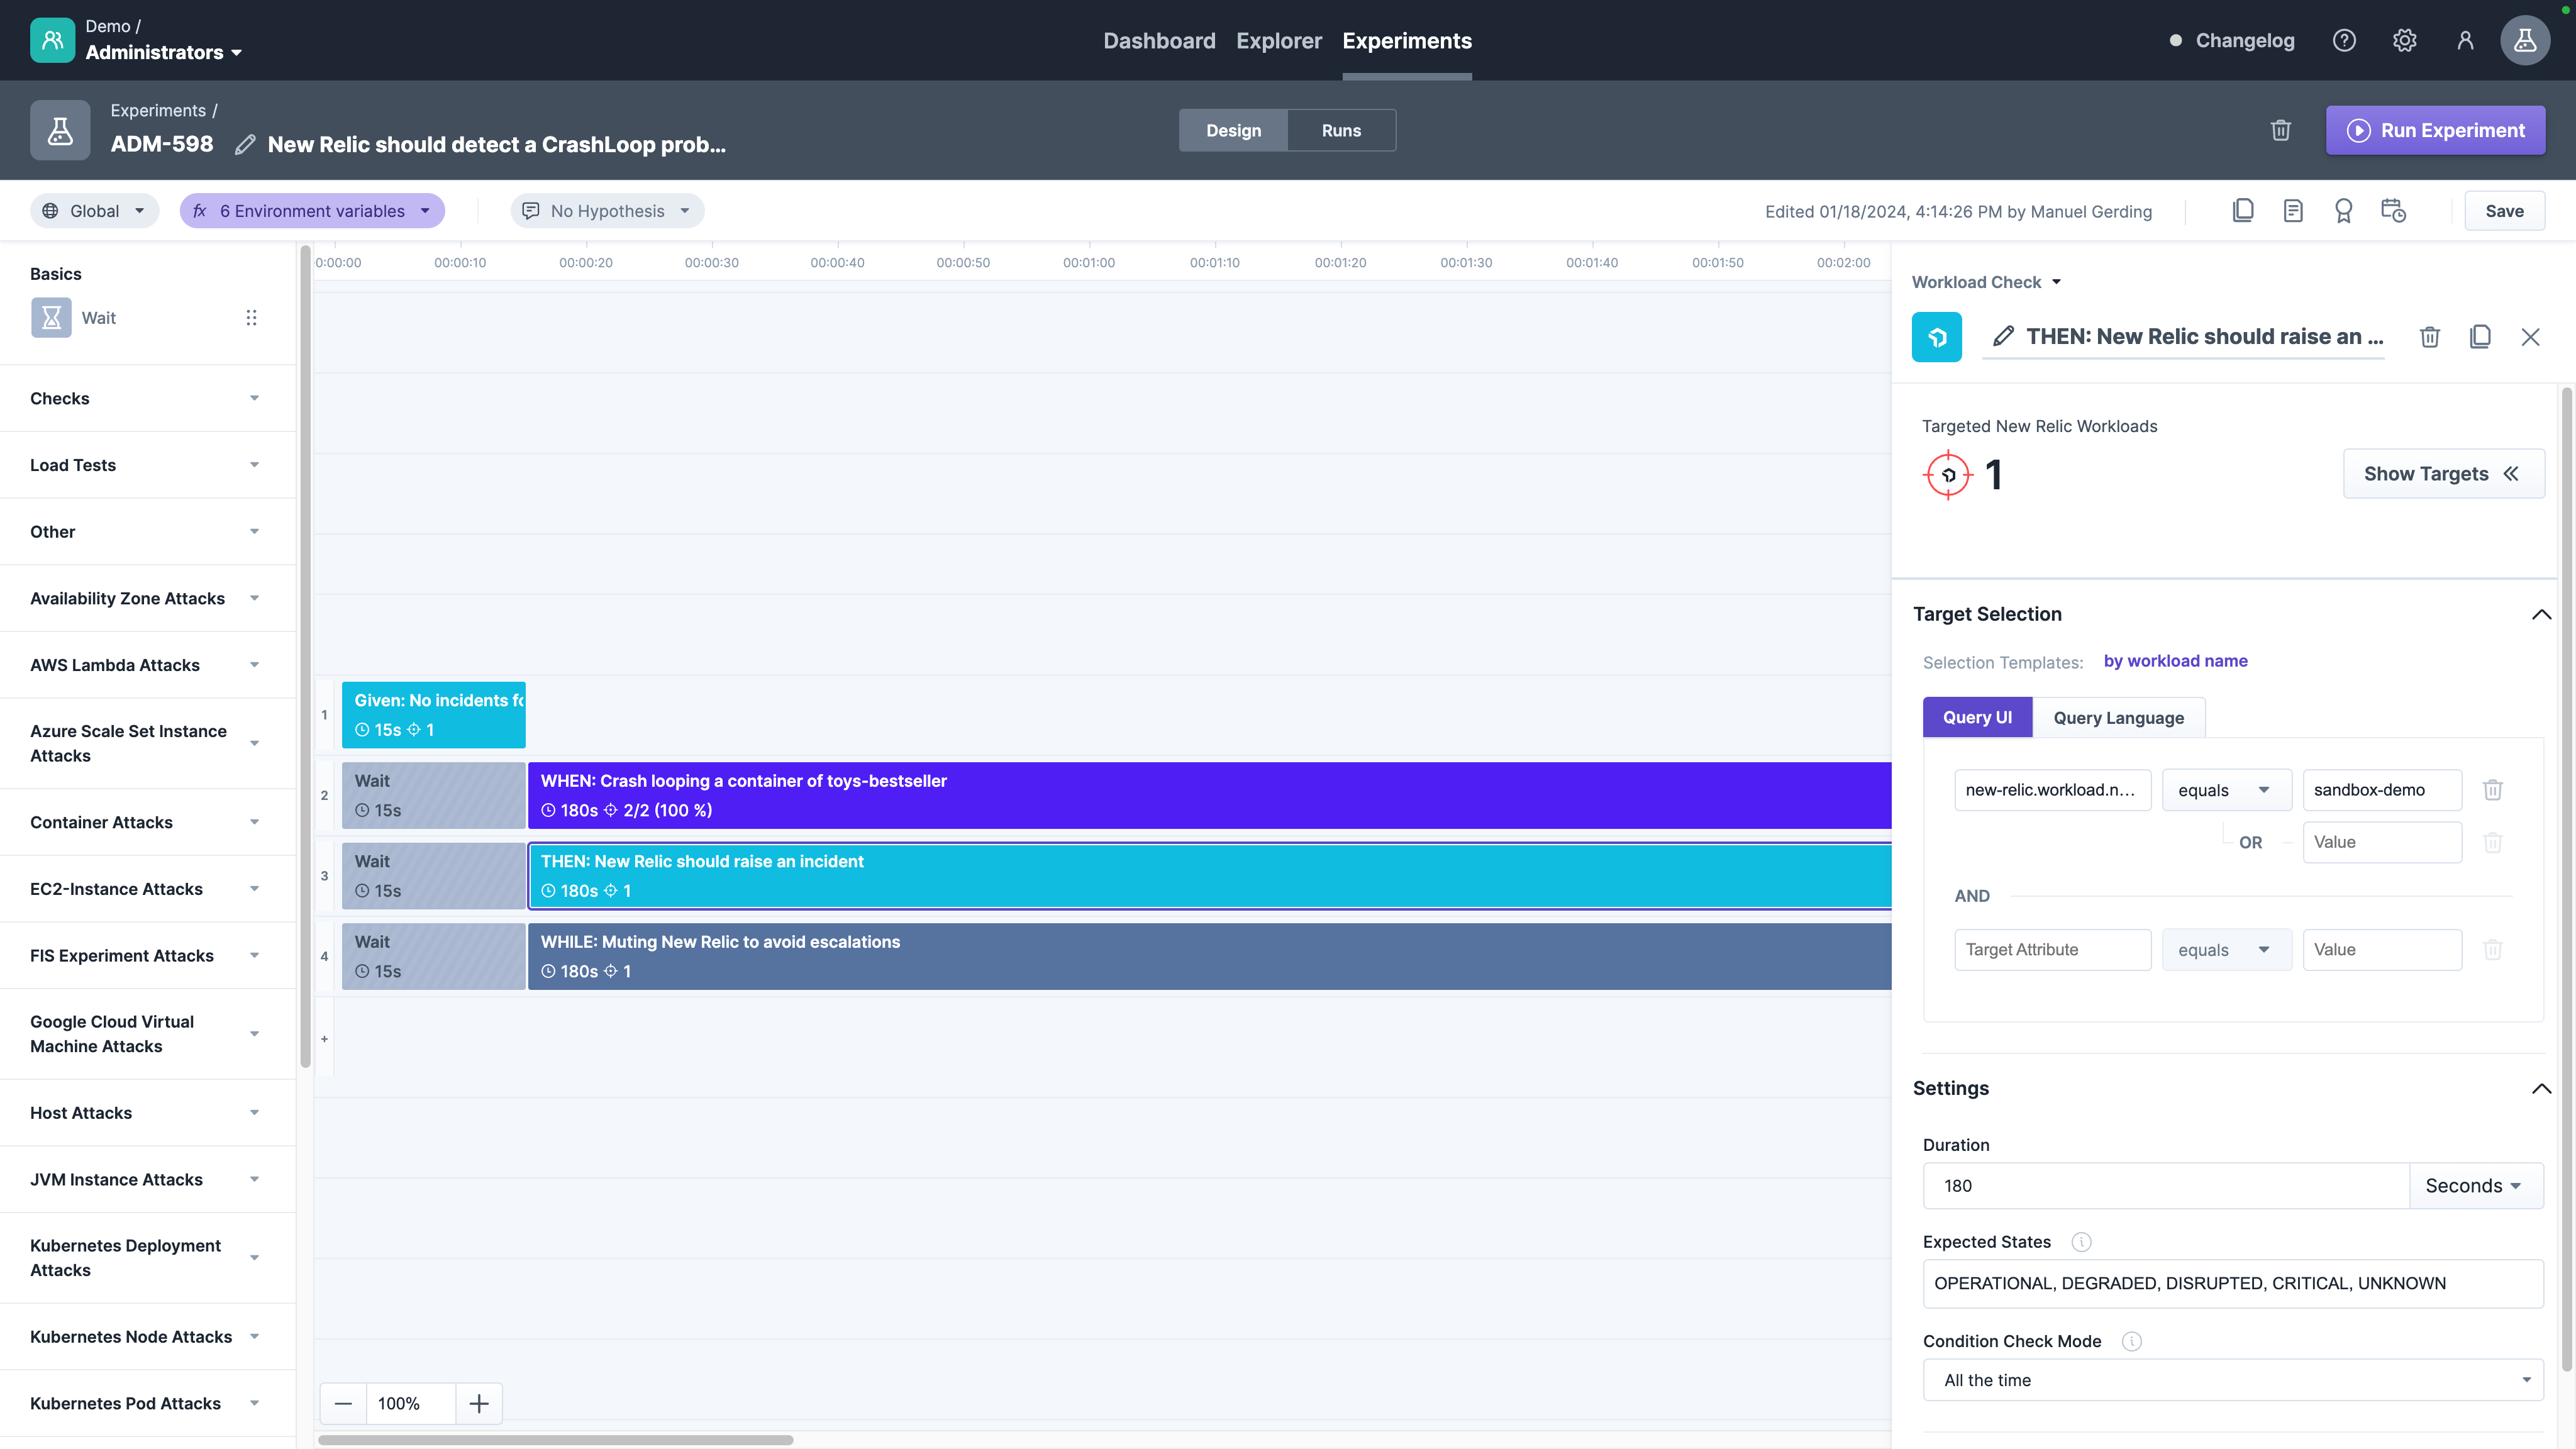 Demo /
Administrators
Dashboard
Explorer
Experiments
Changelog
Experiments /
ADM-598
New Relic should detect a CrashLoop prob...
Design
Runs
Run Experiment
Global
fx 6 Environment variables
No Hypothesis
Edited 01/18/2024, 4:14:26 PM by Manuel Gerding
Save
Basics
Wait
Checks
Load Tests
Other
Availability Zone Attacks
AWS Lambda Attacks
Azure Scale Set Instance
Attacks
Container Attacks
EC2-Instance Attacks
FIS Experiment Attacks
Google Cloud Virtual
Machine Attacks
Host Attacks
JVM Instance Attacks
Kubernetes Deployment
Attacks
Kubernetes Node Attacks
Kubernetes Pod Attacks
0:00:00
00:00:10
00:00:20
00:00:30
00:00:40
00:00:50
00:01:00
00:01:10
00:01:20
00:01:30
00:01:40
00:01:50
00:02:00
1
Given: No incidents fo
15s 1
2
Wait
15s
WHEN: Crash looping a container of toys-bestseller
180s 2/2 (100 %)
3
Wait
15s
THEN: New Relic should raise an incident
180s 1
4
Wait
15s
WHILE: Muting New Relic to avoid escalations
180s 1
+
100%
Workload Check
THEN: New Relic should raise an ...
Targeted New Relic Workloads
1
Show Targets
Target Selection
Selection Templates: by workload name
Query UI
Query Language
new-relic.workload.n...
equals
sandbox-demo
OR
Value
AND
Target Attribute
equals
Value
Settings
Duration
180
Seconds
Expected States
OPERATIONAL, DEGRADED, DISRUPTED, CRITICAL, UNKNOWN
Condition Check Mode
All the time